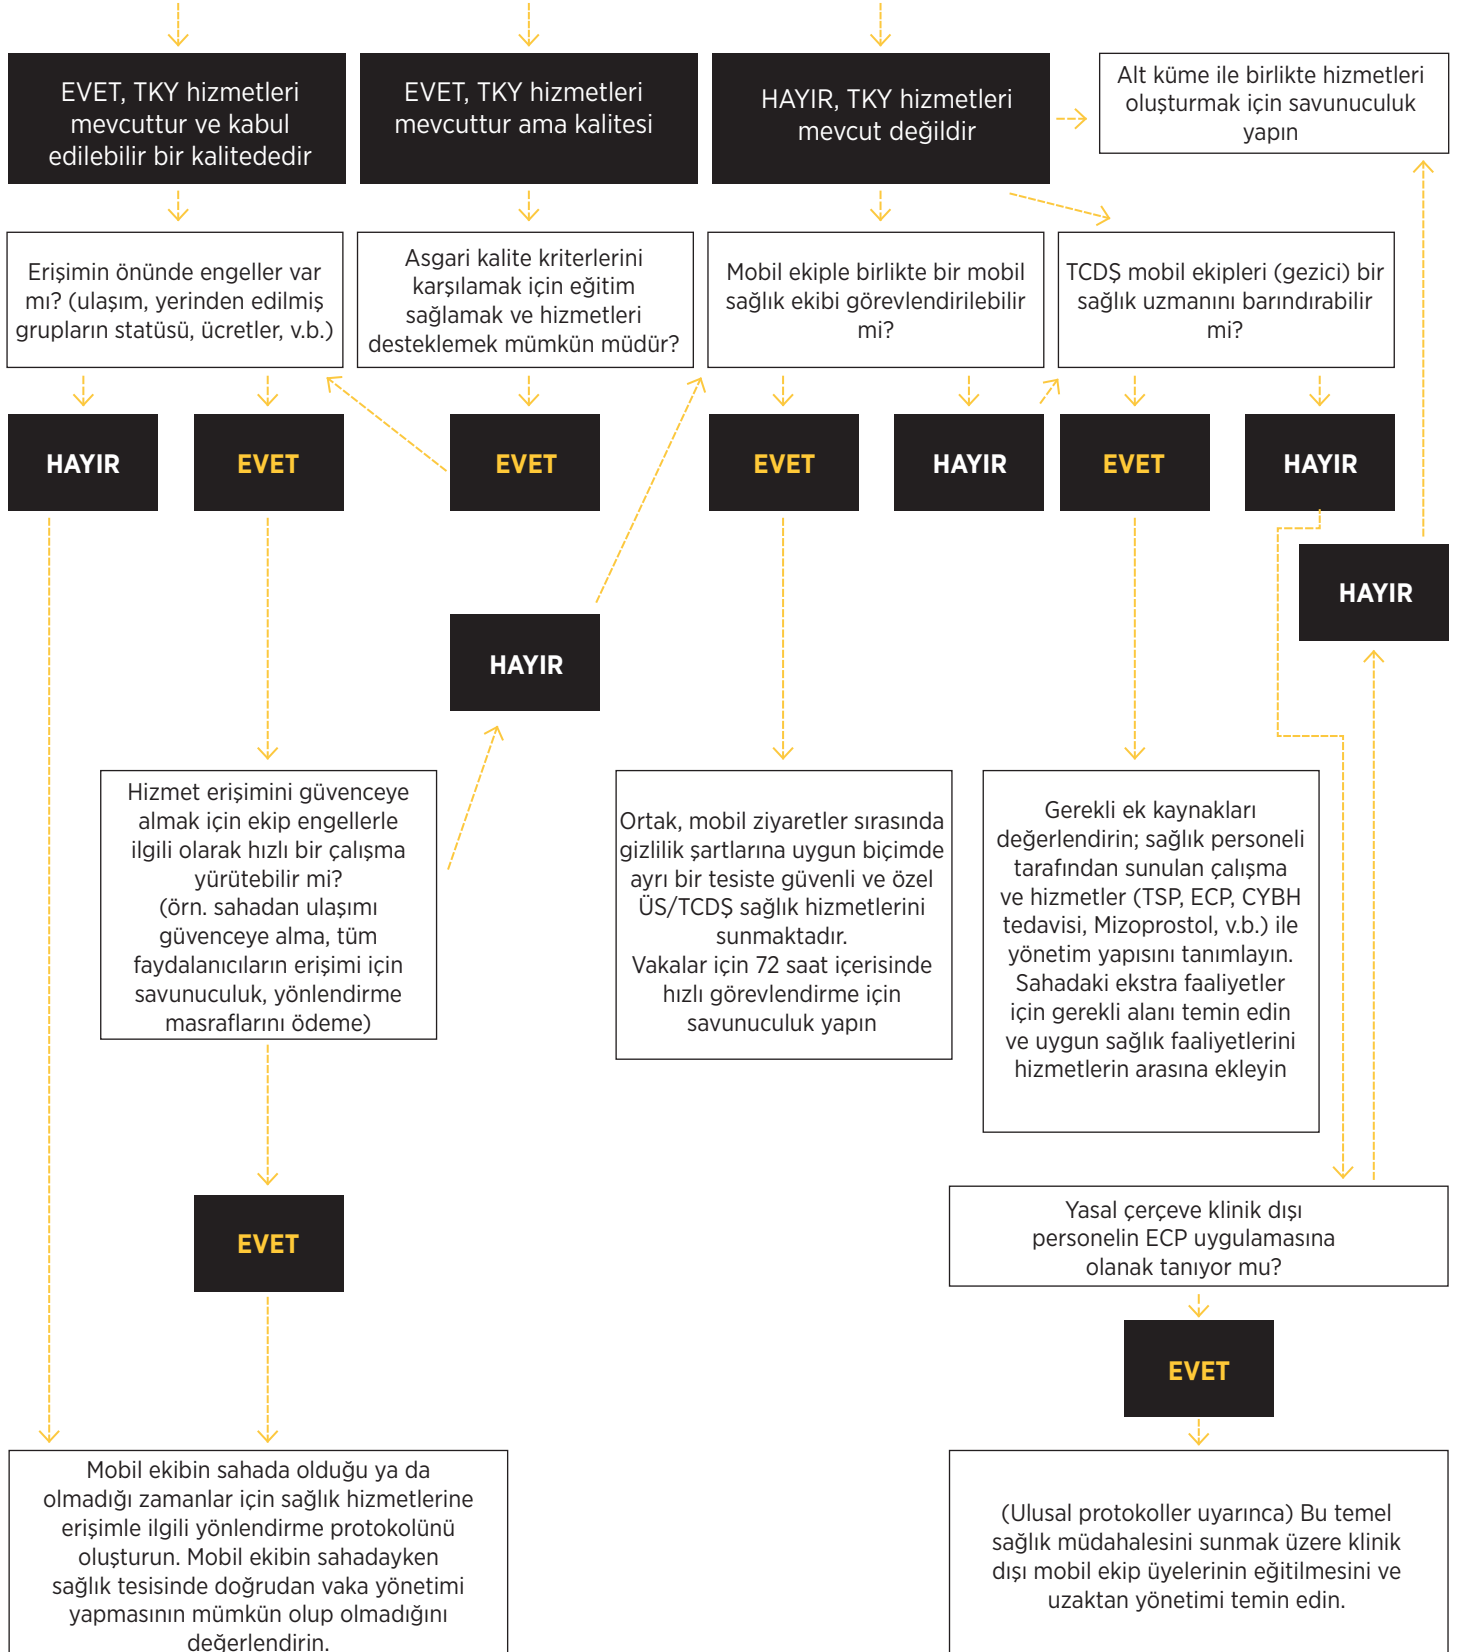 EVET, TKY hizmetleri
mevcuttur ve kabul
edilebilir bir kalitededir
EVET, TKY hizmetleri
mevcuttur ama kalitesi
HAYIR, TKY hizmetleri
mevcut değildir
Alt küme ile birlikte hizmetleri
oluşturmak için savunuculuk
yapın
Erişimin önünde engeller var
mı? (ulaşım, yerinden edilmiş
grupların statüsü, ücretler, v.b.)
Asgari kalite kriterlerini
karşılamak için eğitim
sağlamak ve hizmetleri
desteklemek mümkün müdür?
Mobil ekiple birlikte bir mobil
sağlık ekibi görevlendirilebilir
mi?
TCDŞ mobil ekipleri (gezici) bir
sağlık uzmanını barındırabilir
mi?
HAYIR
EVET
EVET
EVET
HAYIR
EVET
HAYIR
HAYIR
HAYIR
Hizmet erişimini güvenceye
almak için ekip engellerle
ilgili olarak hızlı bir çalışma
yürütebilir mi?
(örn. sahadan ulaşımı
güvenceye alma, tüm
faydalanıcıların erişimi için
savunuculuk, yönlendirme
masraflarını ödeme)
Ortak, mobil ziyaretler sırasında
gizlilik şartlarına uygun biçimde
ayrı bir tesiste güvenli ve özel
ÜS/TCDŞ sağlık hizmetlerini
sunmaktadır.
Vakalar için 72 saat içerisinde
hızlı görevlendirme için
savunuculuk yapın
Gerekli ek kaynakları
değerlendirin; sağlık personeli
tarafından sunulan çalışma
ve hizmetler (TSP, ECP, CYBH
tedavisi, Mizoprostol, v.b.) ile
yönetim yapısını tanımlayın.
Sahadaki ekstra faaliyetler
için gerekli alanı temin edin
ve uygun sağlık faaliyetlerini
hizmetlerin arasına ekleyin
EVET
Yasal çerçeve klinik dışı
personelin ECP uygulamasına
olanak tanıyor mu?
EVET
Mobil ekibin sahada olduğu ya da
olmadığı zamanlar için sağlık hizmetlerine
erişimle ilgili yönlendirme protokolünü
oluşturun. Mobil ekibin sahadayken
sağlık tesisinde doğrudan vaka yönetimi
yapmasının mümkün olup olmadığını
değerlendirin.
(Ulusal protokoller uyarınca) Bu temel
sağlık müdahalesini sunmak üzere klinik
dışı mobil ekip üyelerinin eğitilmesini ve
uzaktan yönetimi temin edin.